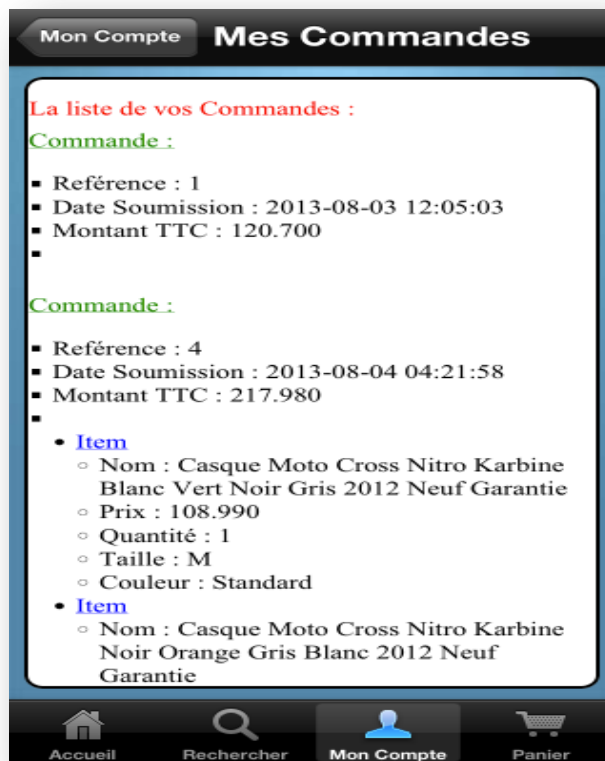 Mon Compte Mes Commandes
La liste de vos Commandes :
Commande :
Reférence : 1
Date Soumission : 2013-08-03 12:05:03
Montant TTC : 120.700
Commande :
Reférence : 4
Date Soumission : 2013-08-04 04:21:58
Montant TTC : 217.980
Item
Nom : Casque Moto Cross Nitro Karbine
Blanc Vert Noir Gris 2012 Neuf Garantie
Prix : 108.990
Quantité : 1
Taille : M
Couleur : Standard
Item
Nom : Casque Moto Cross Nitro Karbine
Noir Orange Gris Blanc 2012 Neuf
Garantie
Accueil Rechercher Mon Compte Panier